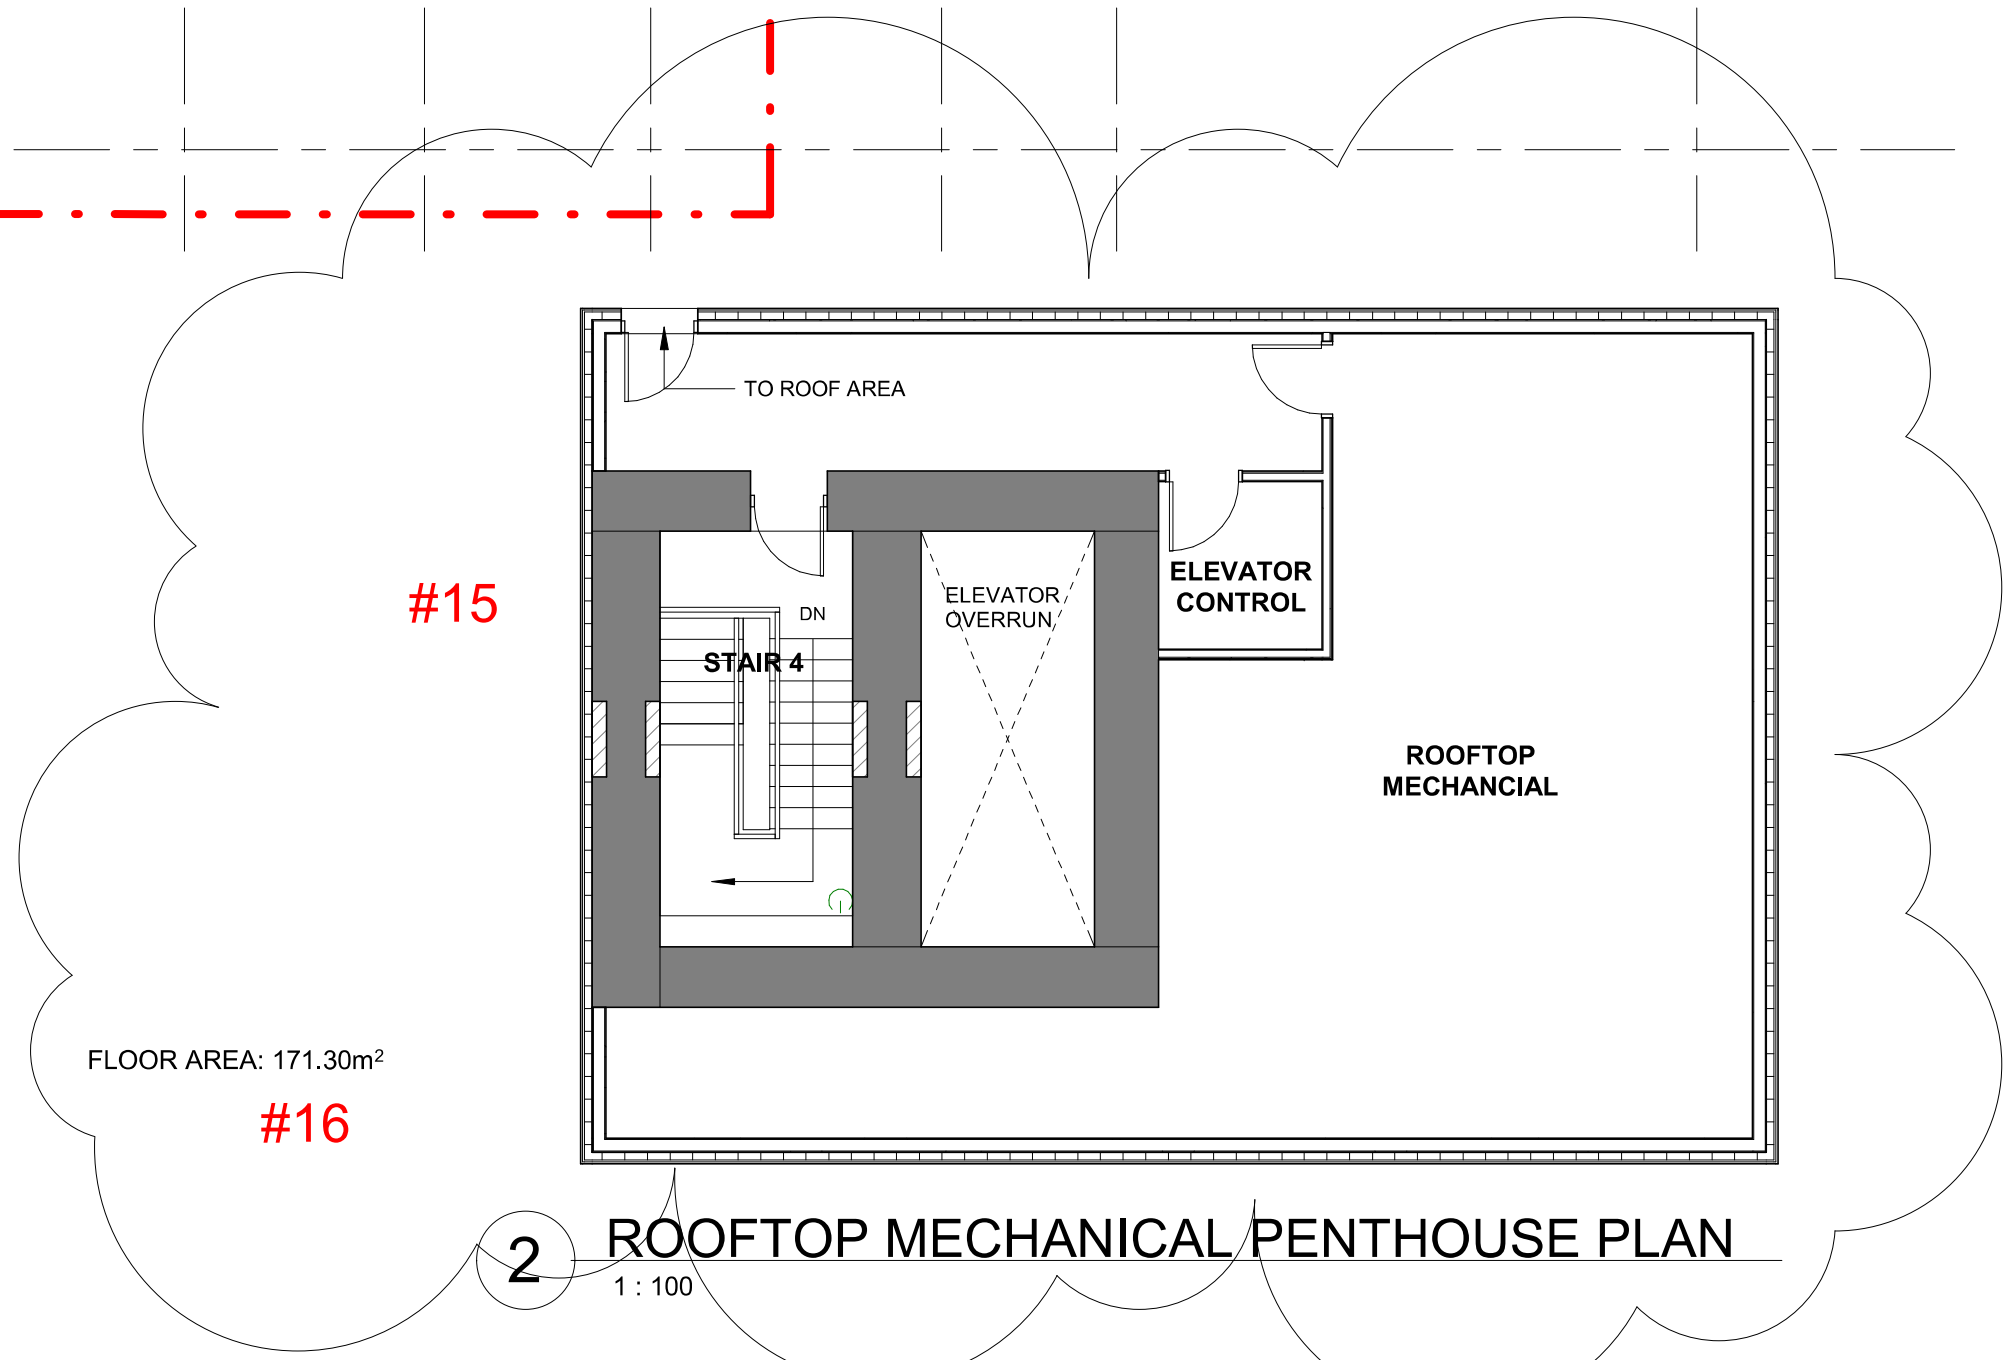 TO ROOF AREA
#15
ELEVATOR
CONTROL
ELEVATOR
OVERRUN
DN
STAIR 4
ROOFTOP
MECHANCIAL
FLOOR AREA: 171.30m²
#16
2
ROOFTOP MECHANICAL PENTHOUSE PLAN
1 : 100